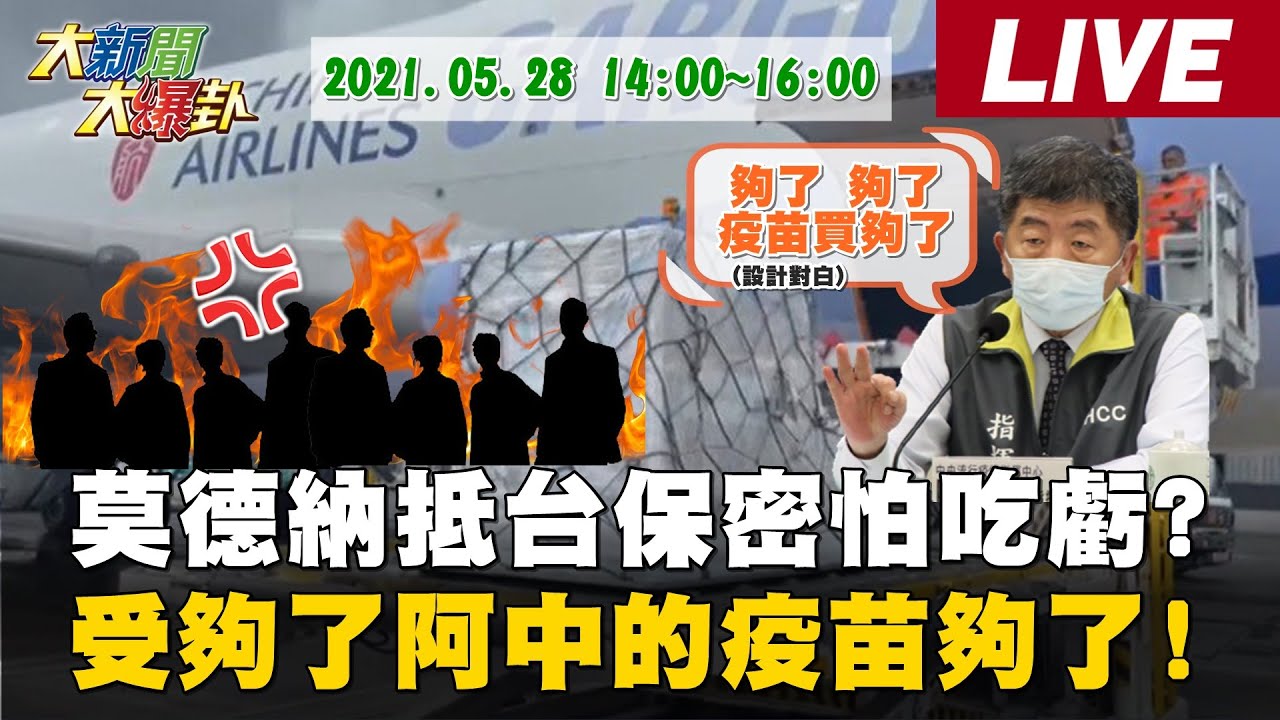 大新聞
大爆卦
2021.05.28 14:00~16:00
LIVE
CHI
AIRLINES
CARGO
夠了 夠了
疫苗買夠了
(設計對白)
HCC
指
莫德納抵台保密怕吃虧?
受夠了阿中的疫苗夠了!